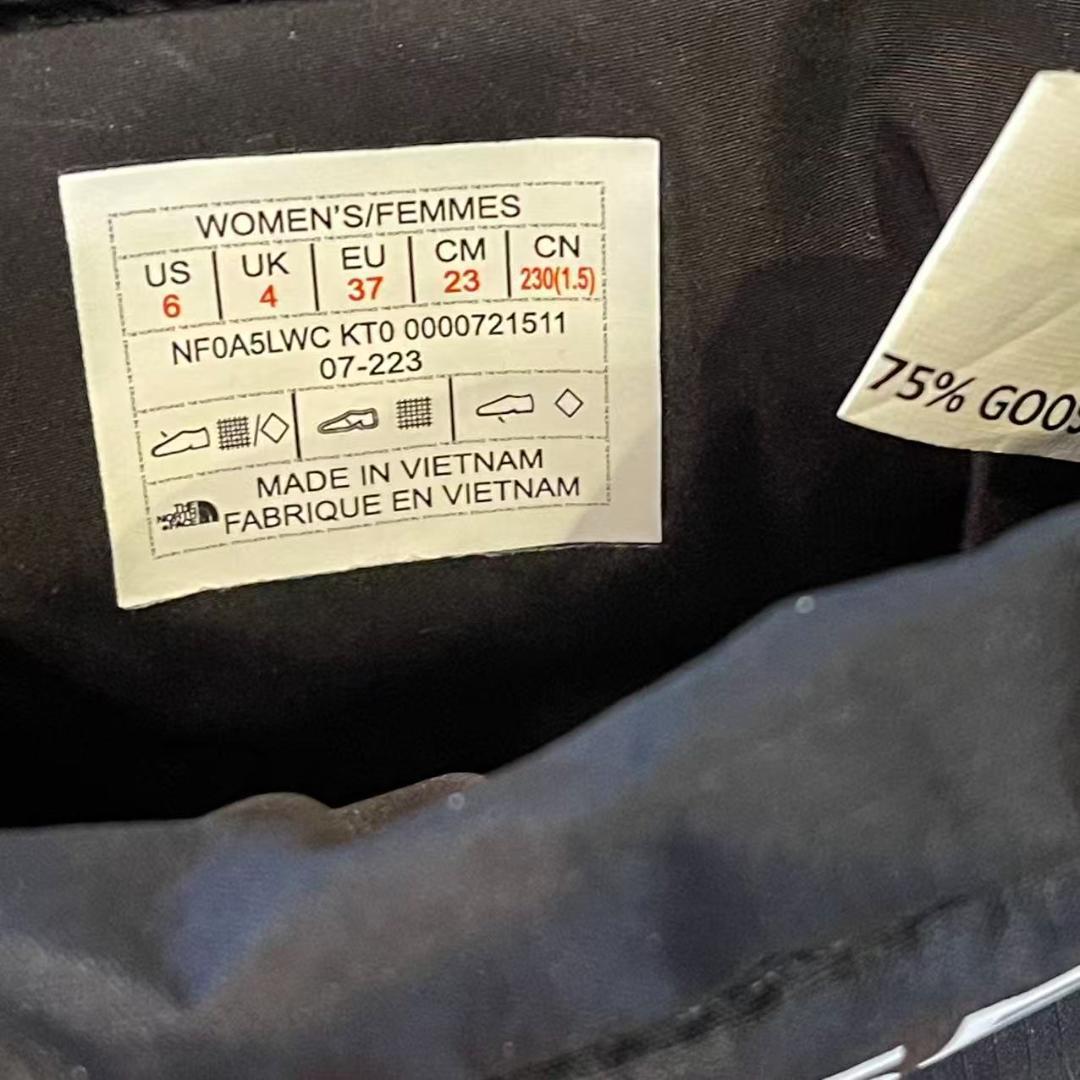 WOMEN'S/FEMMES
US UK EU CM CN
6 4 37 23 230(1.5)
NF0A5LWC KT0 0000721511
07-223
/
MADE IN VIETNAM
THE NORTH FACE
FABRIQUE EN VIETNAM
75% GOOS